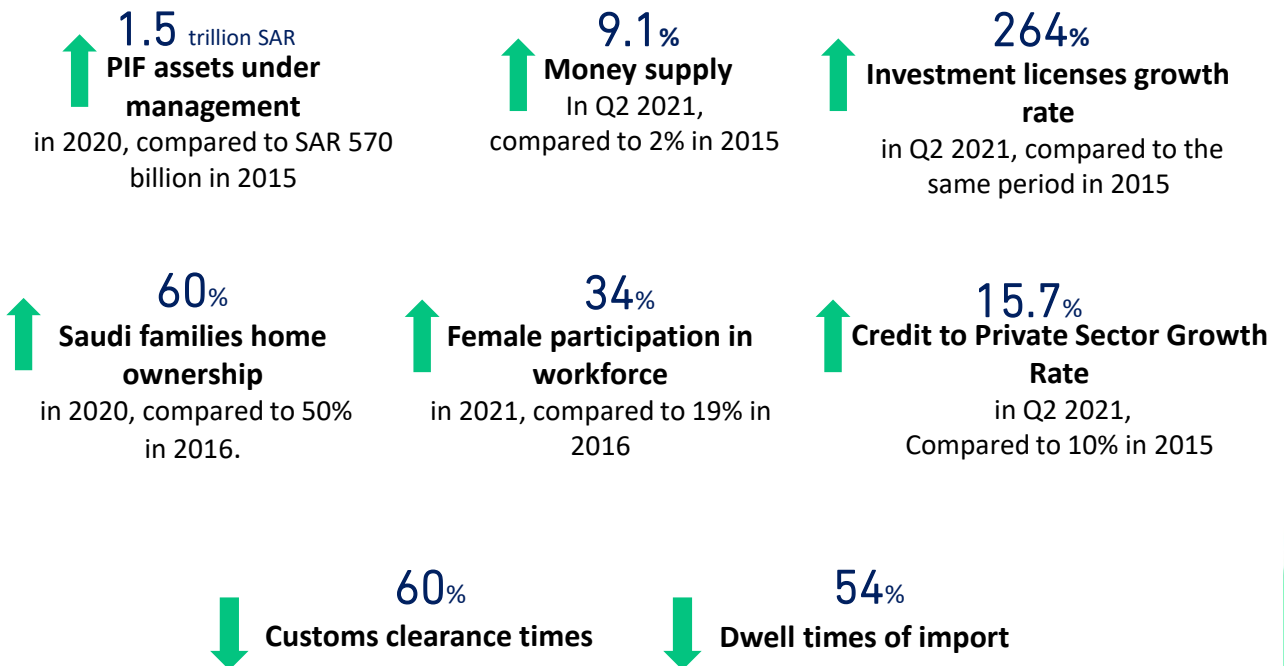 1.5 trillion SAR
PIF assets under
management
in 2020, compared to SAR 570
billion in 2015
9.1%
Money supply
In Q2 2021,
compared to 2% in 2015
264%
Investment licenses growth
rate
in Q2 2021, compared to the
same period in 2015
60%
Saudi families home
ownership
in 2020, compared to 50%
in 2016.
34%
Female participation in
workforce
in 2021, compared to 19% in
2016
15.7%
Credit to Private Sector Growth
Rate
in Q2 2021,
Compared to 10% in 2015
60%
Customs clearance times
54%
Dwell times of import